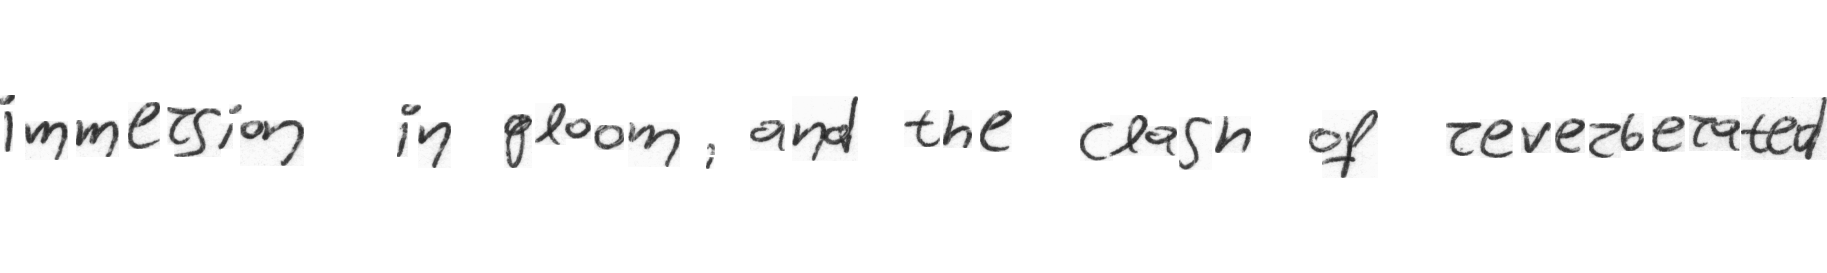 immersion in gloom, and the clash of reverberated